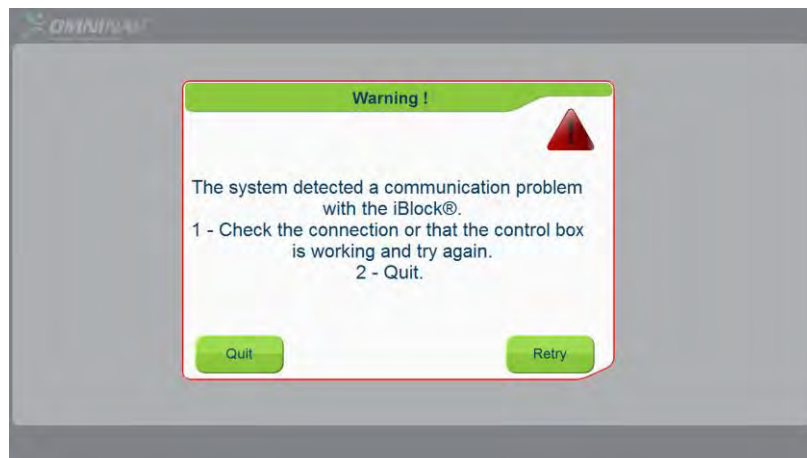 OMNINAV
Warning !
The system detected a communication problem
with the iBlock®.
1 - Check the connection or that the control box
is working and try again.
2 - Quit.
Quit
Retry